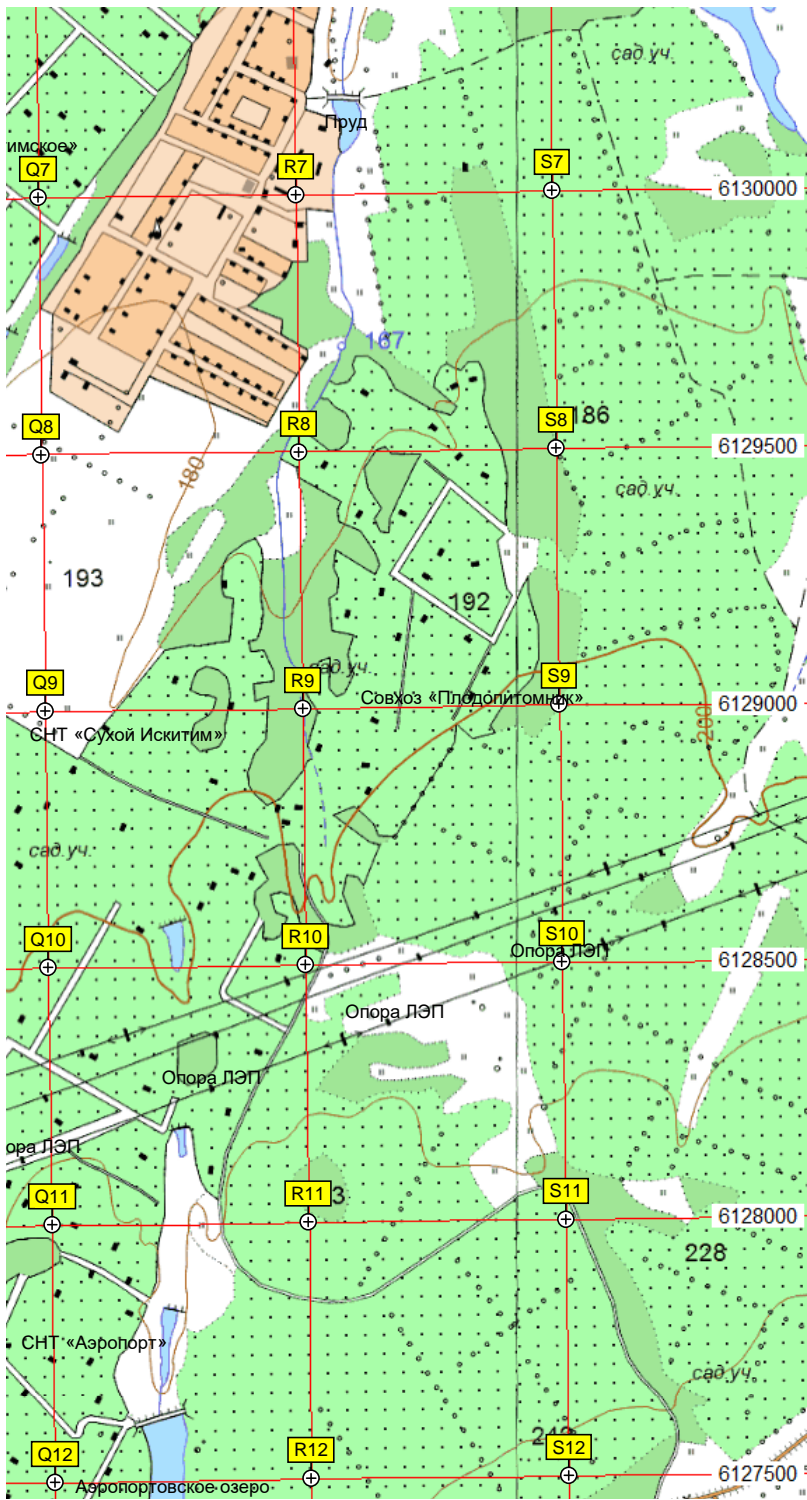 сад.уч.
Пруд
имское»
Q7
R7
S7
6130000
167
Q8
R8
S8
186
6129500
180
сад.уч.
193
192
сад.уч.
Q9
R9
S9
Совхоз «Плодопитомник»
6129000
200
СНТ «Сухой Искитим»
сад.уч.
Q10
R10
S10
Опора ЛЭП
6128500
Опора ЛЭП
Опора ЛЭП
ора ЛЭП
Q11
R11
3
S11
6128000
228
СНТ «Аэропорт»
сад.уч.
Q12
R12
S12
6127500
Аэропортовское озеро